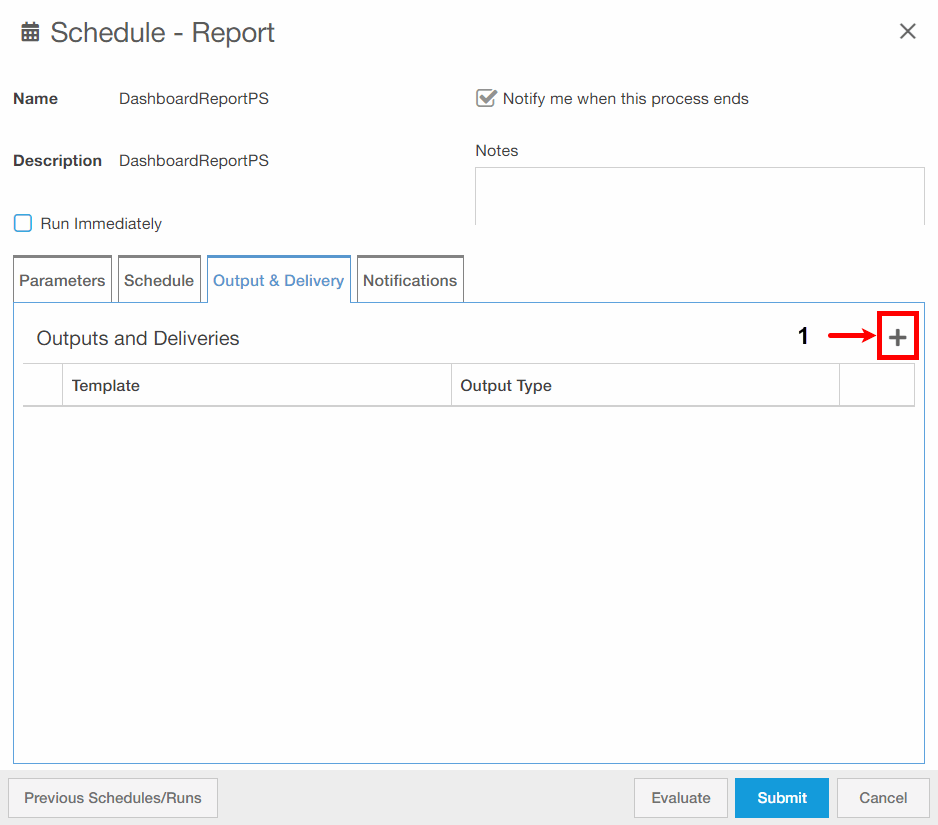 Schedule - Report
Name DashboardReportPS
Notify me when this process ends
Description DashboardReportPS
Notes
Run Immediately
Parameters Schedule Output & Delivery Notifications
Outputs and Deliveries 1
Template Output Type
Previous Schedules/Runs Evaluate Submit Cancel